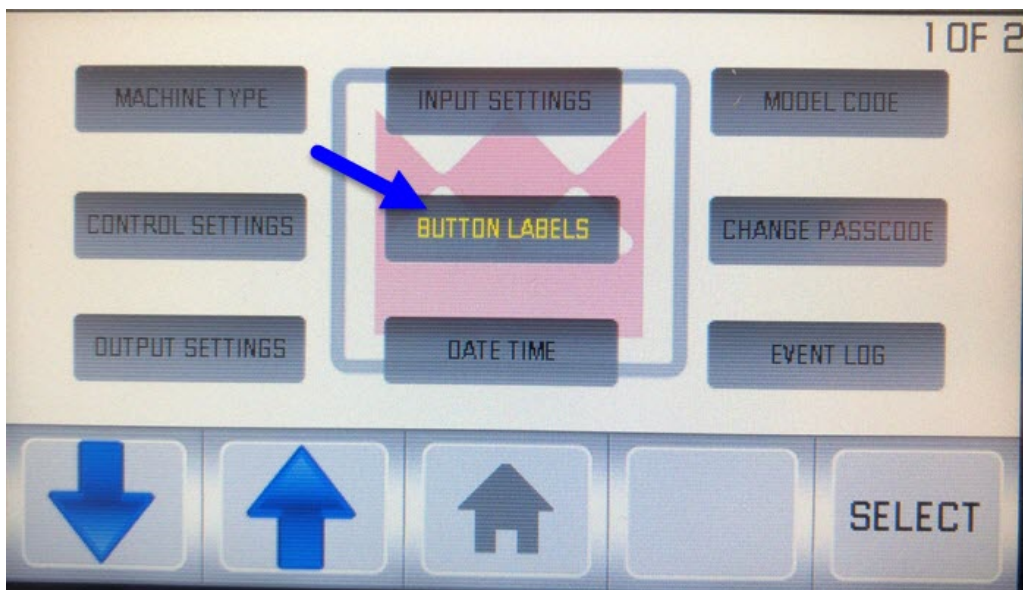 1 OF 2
MACHINE TYPE
INPUT SETTINGS
MODEL CODE
CONTROL SETTINGS
BUTTON LABELS
CHANGE PASSCODE
OUTPUT SETTINGS
DATE TIME
EVENT LOG
SELECT